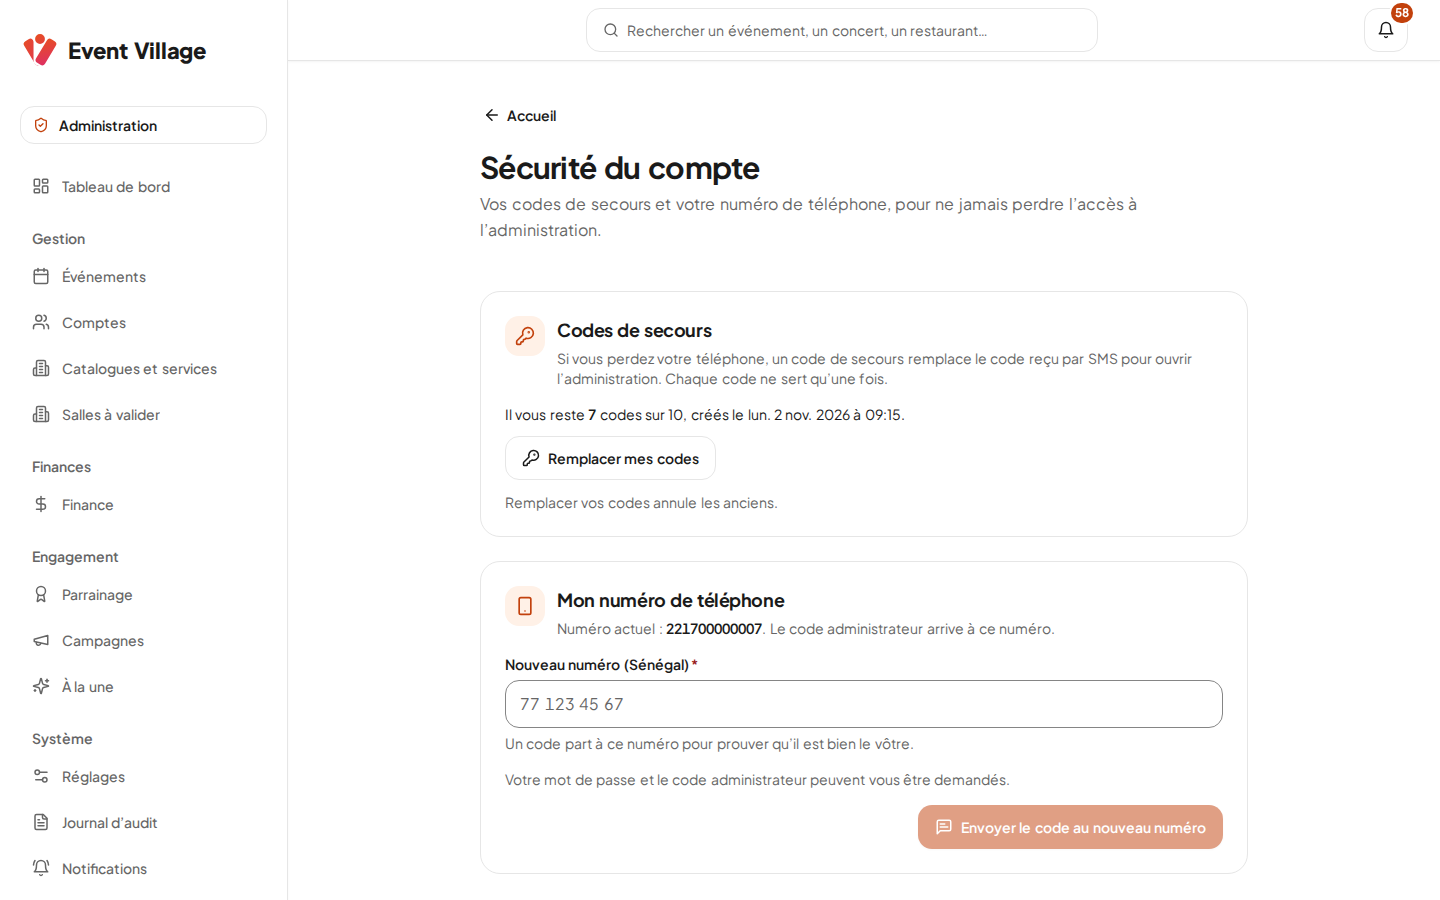 Event Village
Rechercher un événement, un concert, un restaurant...
58
Administration
Tableau de bord
Gestion
Événements
Comptes
Catalogues et services
Salles à valider
Finances
Finance
Engagement
Parrainage
Campagnes
À la une
Système
Réglages
Journal d’audit
Notifications
Accueil
Sécurité du compte
Vos codes de secours et votre numéro de téléphone, pour ne jamais perdre l’accès à
l’administration.
Codes de secours
Si vous perdez votre téléphone, un code de secours remplace le code reçu par SMS pour ouvrir
l’administration. Chaque code ne sert qu’une fois.
Il vous reste 7 codes sur 10, créés le lun. 2 nov. 2026 à 09:15.
Remplacer mes codes
Remplacer vos codes annule les anciens.
Mon numéro de téléphone
Numéro actuel : 221700000007. Le code administrateur arrive à ce numéro.
Nouveau numéro (Sénégal) *
77 123 45 67
Un code part à ce numéro pour prouver qu’il est bien le vôtre.
Votre mot de passe et le code administrateur peuvent vous être demandés.
Envoyer le code au nouveau numéro